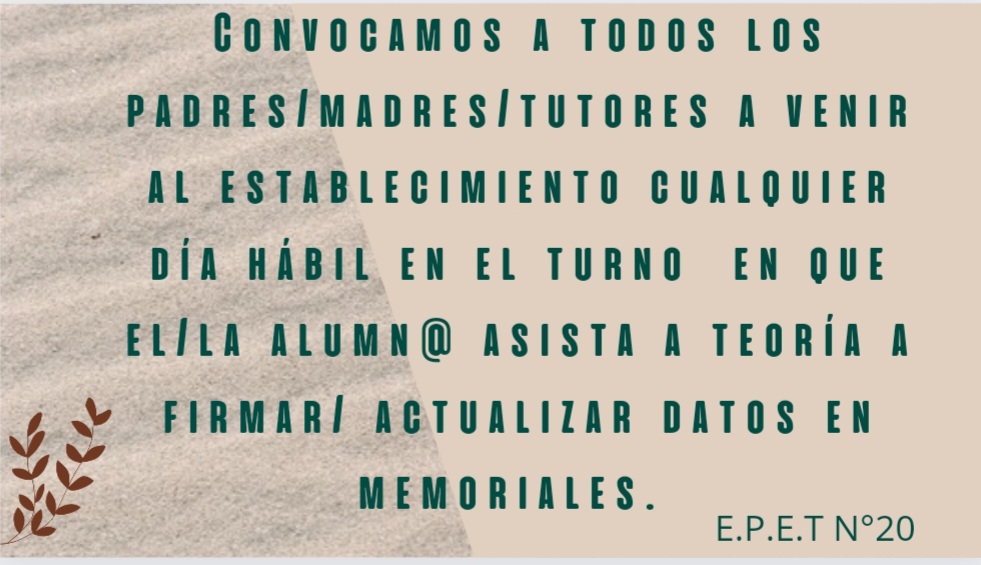 CONVOCAMOS A TODOS LOS
PADRES/MADRES/TUTORES A VENIR
AL ESTABLECIMIENTO CUALQUIER
DÍA HÁBIL EN EL TURNO EN QUE
EL/LA ALUMN@ ASISTA A TEORÍA A
FIRMAR/ ACTUALIZAR DATOS EN
MEMORIALES.
E.P.E.T N°20